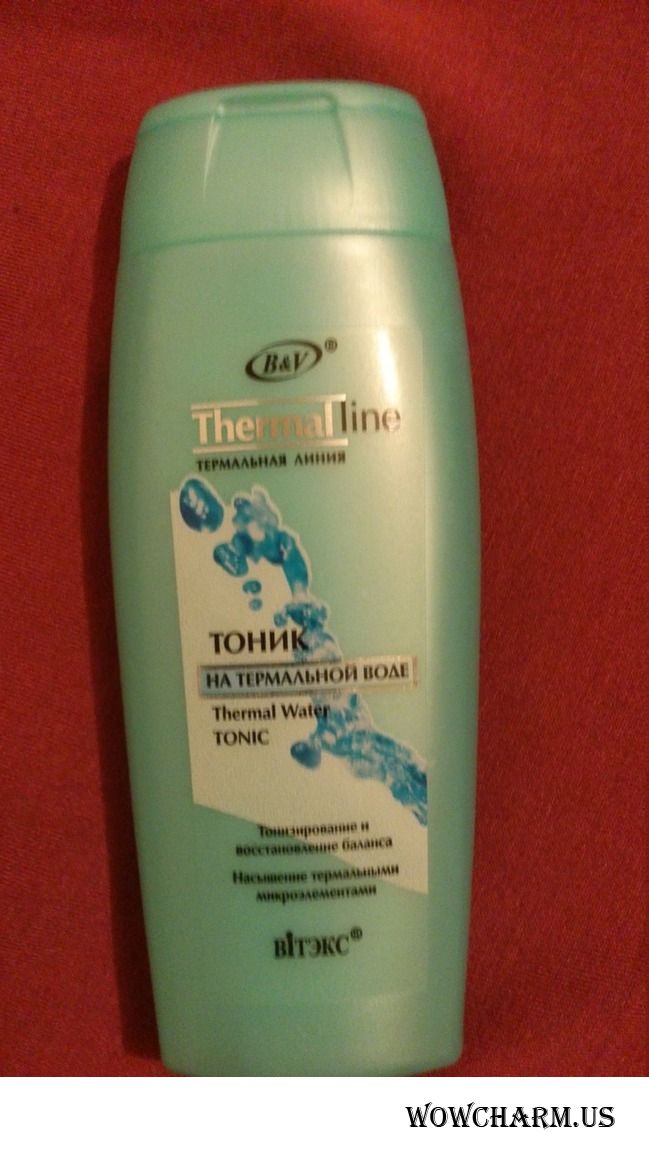 B&V®
Thermal line
ТЕРМАЛЬНАЯ ЛИНИЯ
ТОНИК
НА ТЕРМАЛЬНОЙ ВОДЕ
Thermal Water
TONIC
Тонизирование и
восстановление баланса
Насыщение термальными
микроэлементами
вiтэкс®
WOWCHARM.US